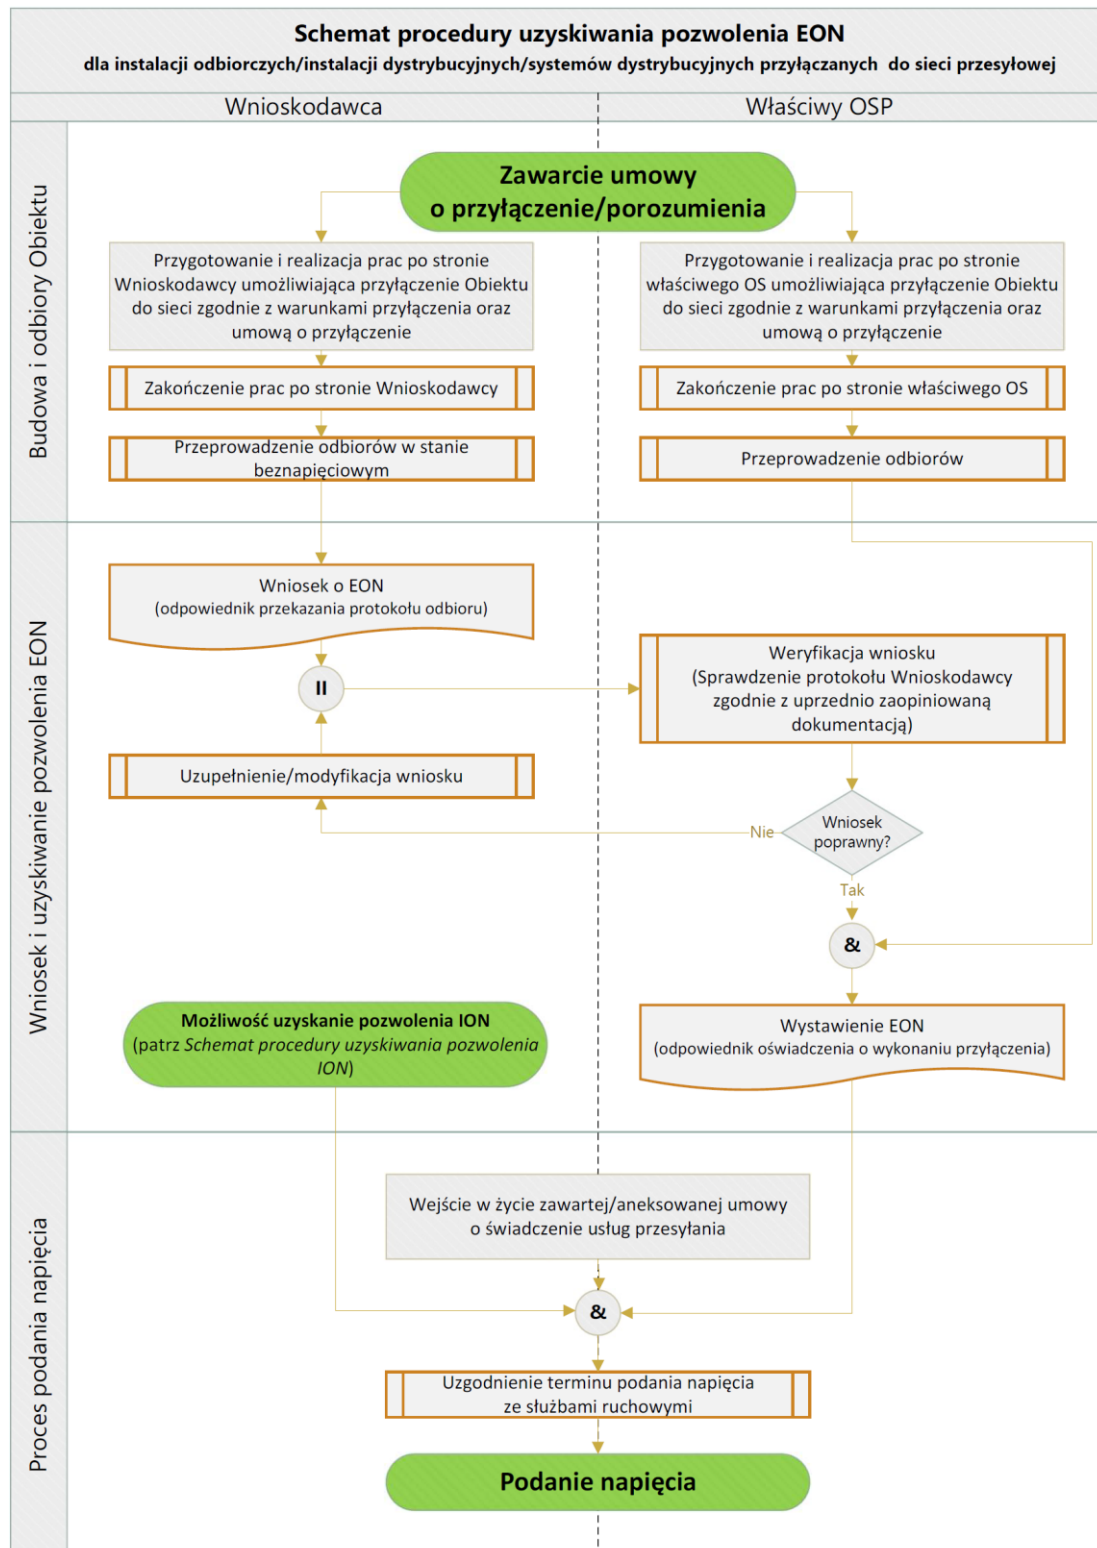 Schemat procedury uzyskiwania pozwolenia EON
dla instalacji odbiorczych/instalacji dystrybucyjnych/systemów dystrybucyjnych przyłączanych do sieci przesyłowej
Wnioskodawca
Właściwy OSP
Budowa i odbiory Obiektu
Zawarcie umowy
o przyłączenie/porozumienia
Przygotowanie i realizacja prac po stronie
Wnioskodawcy umożliwiająca przyłączenie Obiektu
do sieci zgodnie z warunkami przyłączenia oraz
umową o przyłączenie
Przygotowanie i realizacja prac po stronie
właściwego OS umożliwiająca przyłączenie Obiektu
do sieci zgodnie z warunkami przyłączenia oraz
umową o przyłączenie
Zakończenie prac po stronie Wnioskodawcy
Zakończenie prac po stronie właściwego OS
Przeprowadzenie odbiorów w stanie
beznapięciowym
Przeprowadzenie odbiorów
Wniosek i uzyskiwanie pozwolenia EON
Wniosek o EON
(odpowiednik przekazania protokołu odbioru)
II
Weryfikacja wniosku
(Sprawdzenie protokołu Wnioskodawcy
zgodnie z uprzednio zaopiniowaną
dokumentacją)
Uzupełnienie/modyfikacja wniosku
Nie
Wniosek
poprawny?
Tak
&
Możliwość uzyskanie pozwolenia ION
(patrz Schemat procedury uzyskiwania pozwolenia
ION)
Wystawienie EON
(odpowiednik oświadczenia o wykonaniu przyłączenia)
Proces podania napięcia
Wejście w życie zawartej/aneksowanej umowy
o świadczenie usług przesyłania
&
Uzgodnienie terminu podania napięcia
ze służbami ruchowymi
Podanie napięcia